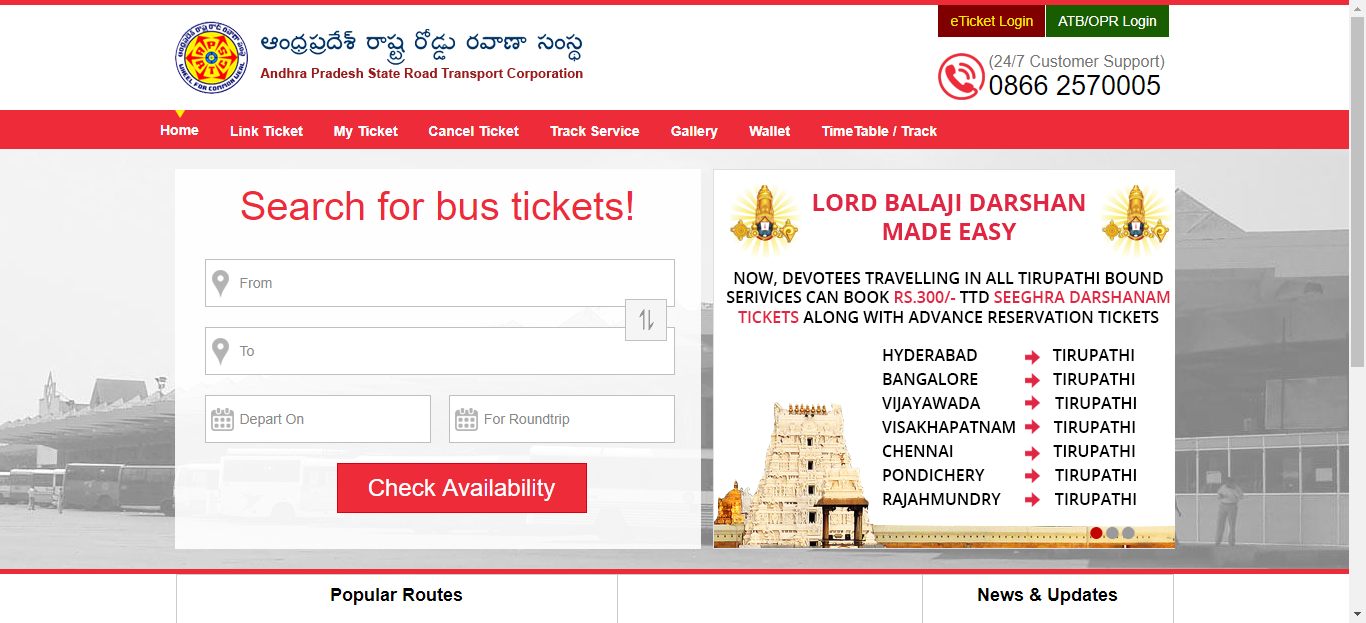 eTicket Login
ATB/OPR Login
ఆంధ్రప్రదేశ్ రాష్ట్ర రోడ్డు రవాణా సంస్థ
Andhra Pradesh State Road Transport Corporation
(24/7 Customer Support)
0866 2570005
Home
Link Ticket
My Ticket
Cancel Ticket
Track Service
Gallery
Wallet
TimeTable / Track
Search for bus tickets!
From
To
Depart On
For Roundtrip
Check Availability
LORD BALAJI DARSHAN
MADE EASY
NOW, DEVOTEES TRAVELLING IN ALL TIRUPATHI BOUND
SERIVICES CAN BOOK RS.300/- TTD SEEGHRA DARSHANAM
TICKETS ALONG WITH ADVANCE RESERVATION TICKETS
HYDERABAD TIRUPATHI
BANGALORE TIRUPATHI
VIJAYAWADA TIRUPATHI
VISAKHAPATNAM TIRUPATHI
CHENNAI TIRUPATHI
PONDICHERY TIRUPATHI
RAJAHMUNDRY TIRUPATHI
Popular Routes
News & Updates